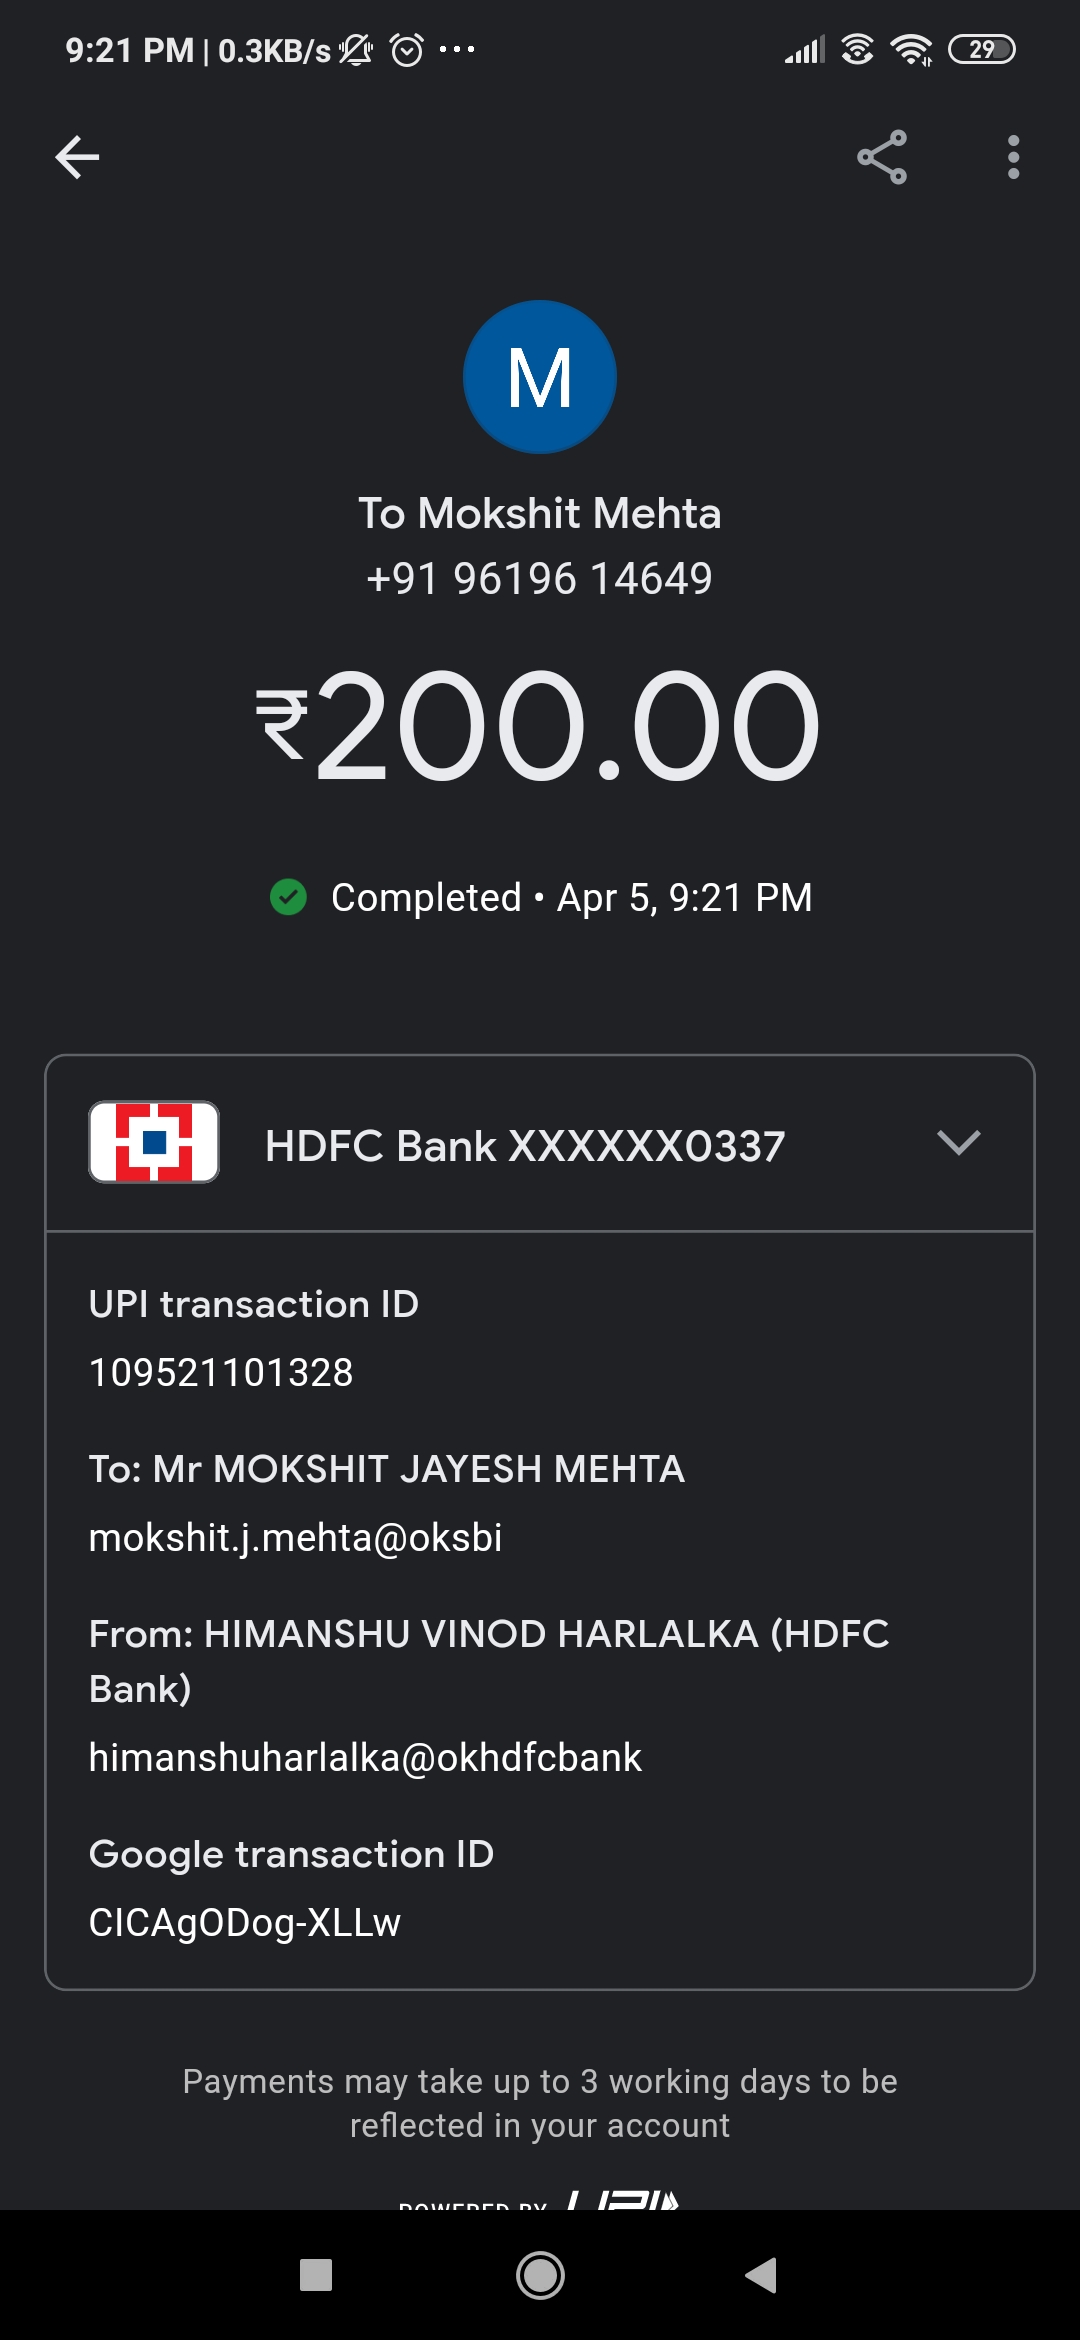 9:21 PM | 0.3KB/s
29
M
To Mokshit Mehta
+91 96196 14649
₹200.00
Completed • Apr 5, 9:21 PM
HDFC Bank XXXXXX0337
UPI transaction ID
109521101328
To: Mr MOKSHIT JAYESH MEHTA
mokshit.j.mehta@oksbi
From: HIMANSHU VINOD HARLALKA (HDFC
Bank)
himanshuharlalka@okhdfcbank
Google transaction ID
CICAgODog-XLLw
Payments may take up to 3 working days to be
reflected in your account
POWERED BY UPI